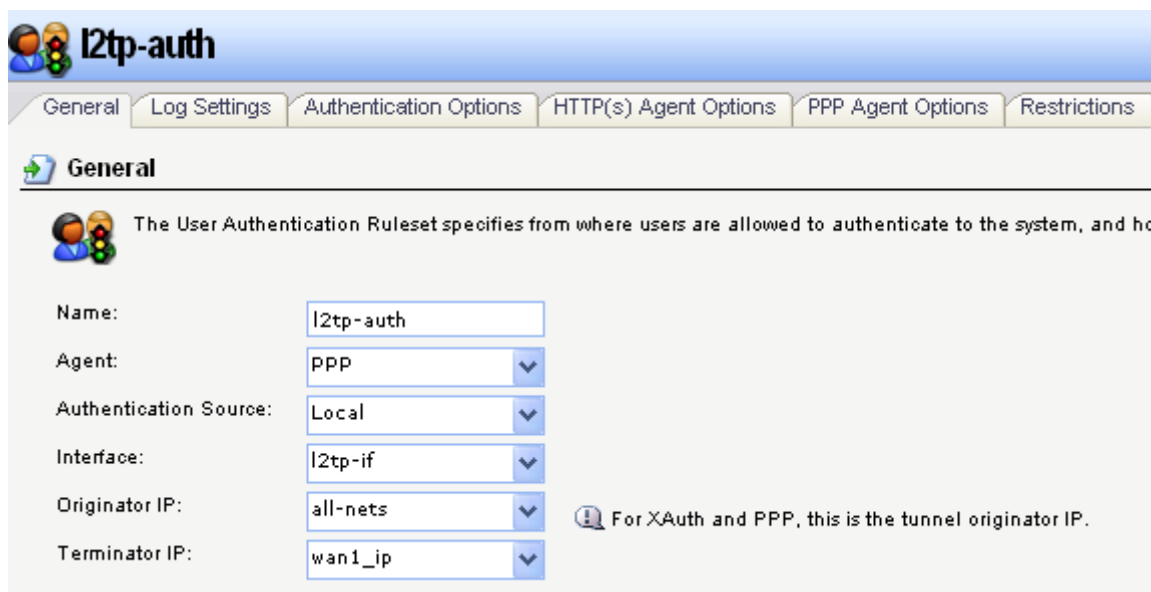 l2tp-auth
General Log Settings Authentication Options HTTP(s) Agent Options PPP Agent Options Restrictions
General
The User Authentication Ruleset specifies from where users are allowed to authenticate to the system, and ho
Name: l2tp-auth
Agent: PPP
Authentication Source: Local
Interface: l2tp-if
Originator IP: all-nets For XAuth and PPP, this is the tunnel originator IP.
Terminator IP: wan1_ip